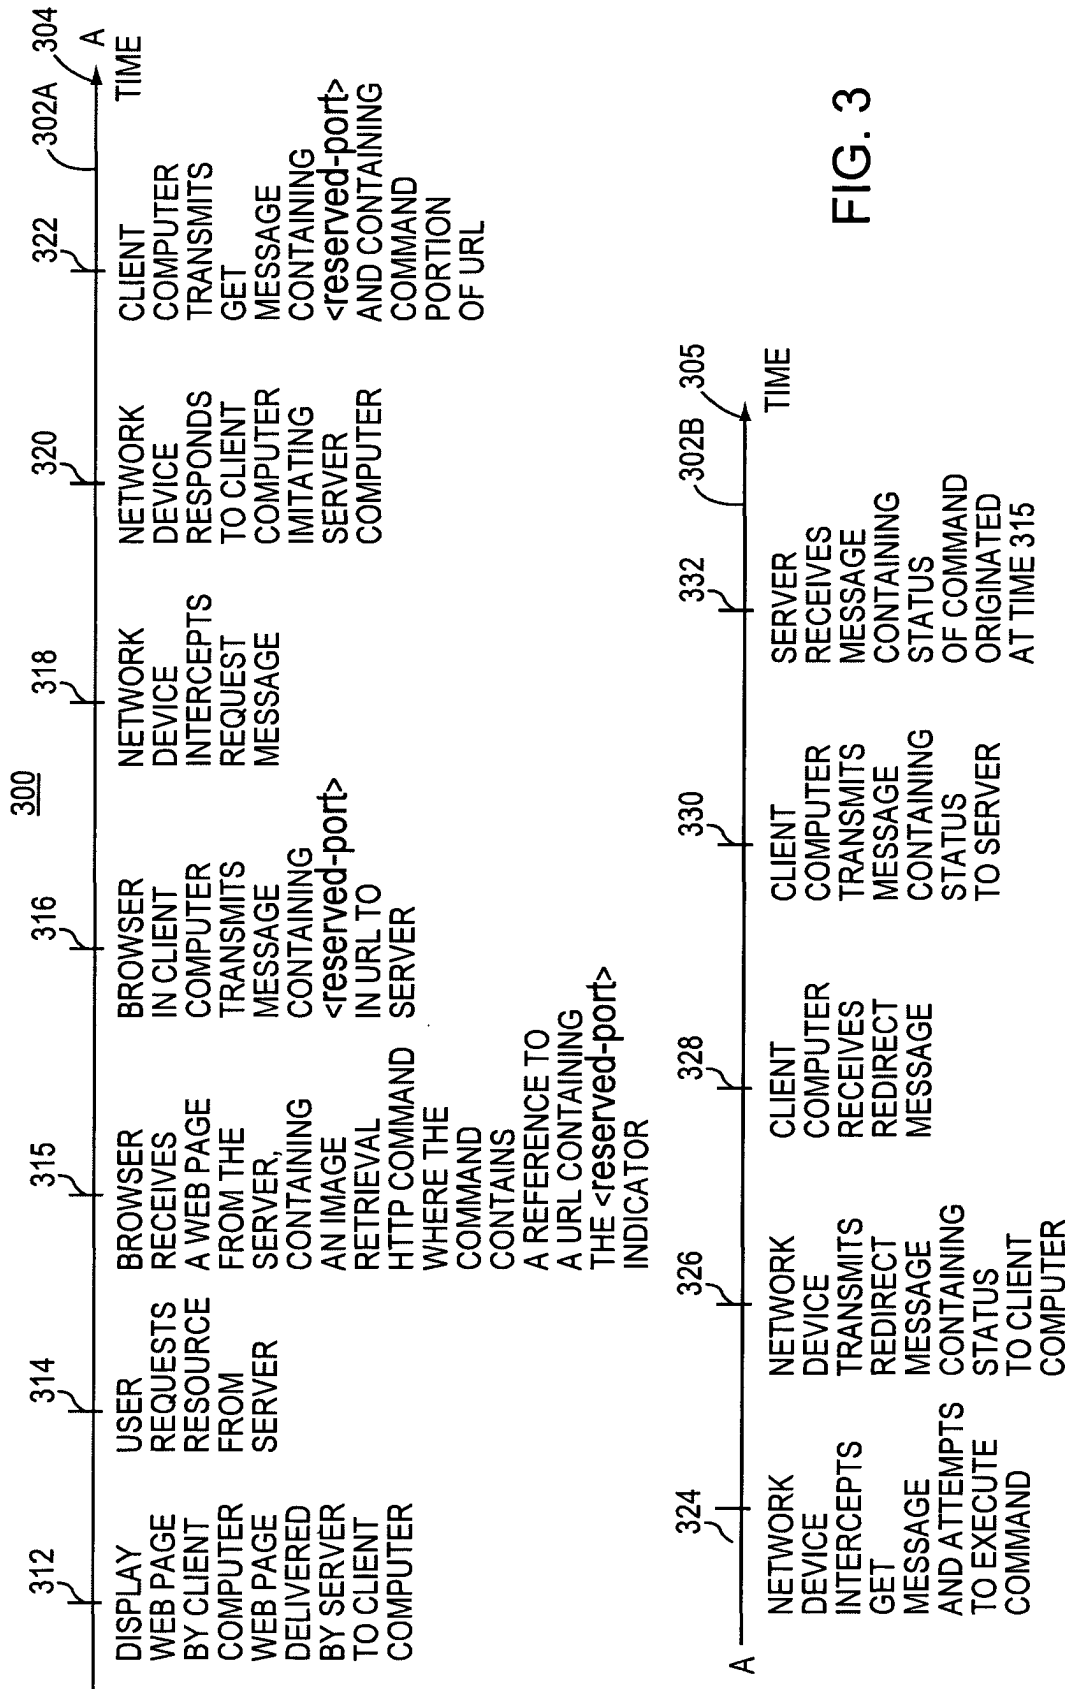 300
312
DISPLAY
WEB PAGE
BY CLIENT
COMPUTER
WEB PAGE
DELIVERED
BY SERVER
TO CLIENT
COMPUTER
314
USER
REQUESTS
RESOURCE
FROM
SERVER
315
BROWSER
RECEIVES
A WEB PAGE
FROM THE
SERVER,
CONTAINING
AN IMAGE
RETRIEVAL
HTTP COMMAND
WHERE THE
COMMAND
CONTAINS
A REFERENCE TO
A URL CONTAINING
THE <reserved-port>
INDICATOR
316
BROWSER
IN CLIENT
COMPUTER
TRANSMITS
MESSAGE
CONTAINING
<reserved-port>
IN URL TO
SERVER
318
NETWORK
DEVICE
INTERCEPTS
REQUEST
MESSAGE
320
NETWORK
DEVICE
RESPONDS
TO CLIENT
COMPUTER
IMITATING
SERVER
COMPUTER
322
CLIENT
COMPUTER
TRANSMITS
GET
MESSAGE
CONTAINING
<reserved-port>
AND CONTAINING
COMMAND
PORTION
OF URL
302A
304
A
TIME
A
324
NETWORK
DEVICE
INTERCEPTS
GET
MESSAGE
AND ATTEMPTS
TO EXECUTE
COMMAND
326
NETWORK
DEVICE
TRANSMITS
REDIRECT
MESSAGE
CONTAINING
STATUS
TO CLIENT
COMPUTER
328
CLIENT
COMPUTER
RECEIVES
REDIRECT
MESSAGE
330
CLIENT
COMPUTER
TRANSMITS
MESSAGE
CONTAINING
STATUS
TO SERVER
332
SERVER
RECEIVES
MESSAGE
CONTAINING
STATUS
OF COMMAND
ORIGINATED
AT TIME 315
302B
305
TIME
FIG. 3